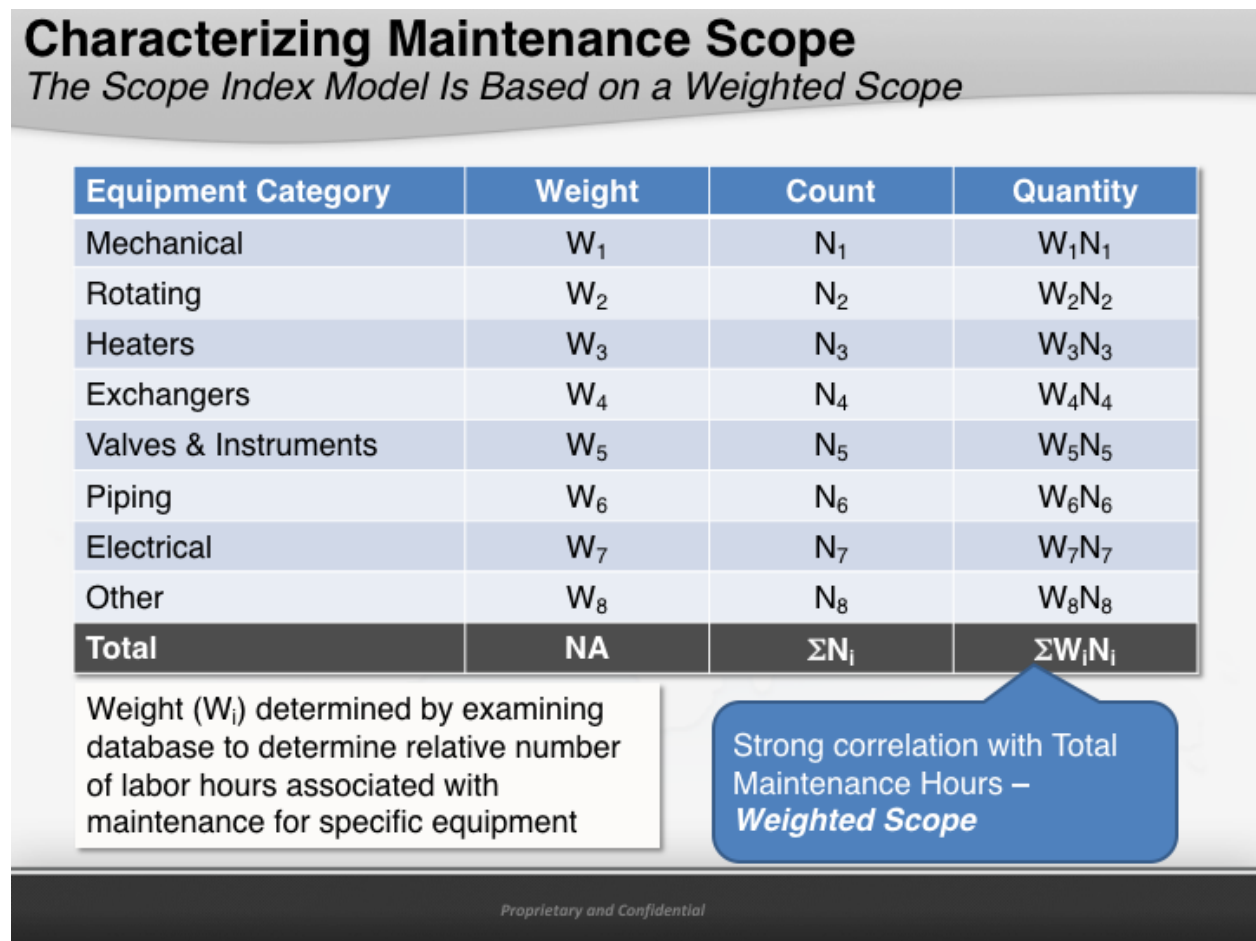 Characterizing Maintenance Scope
The Scope Index Model Is Based on a Weighted Scope
Equipment Category Weight Count Quantity
Mechanical W₁ N₁ W₁N₁
Rotating W₂ N₂ W₂N₂
Heaters W₃ N₃ W₃N₃
Exchangers W₄ N₄ W₄N₄
Valves & Instruments W₅ N₅ W₅N₅
Piping W₆ N₆ W₆N₆
Electrical W₇ N₇ W₇N₇
Other W₈ N₈ W₈N₈
Total NA ΣNᵢ ΣWᵢNᵢ
Weight (Wᵢ) determined by examining
database to determine relative number
of labor hours associated with
maintenance for specific equipment
Strong correlation with Total
Maintenance Hours –
Weighted Scope
Proprietary and Confidential